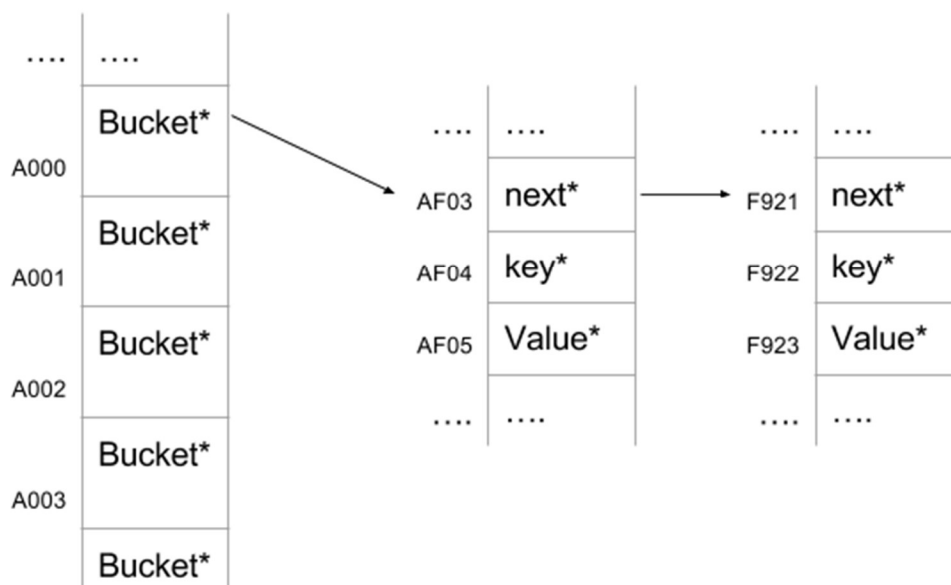 .... ....
Bucket*
A000
Bucket*
A001
Bucket*
A002
Bucket*
A003
Bucket*
.... ....
AF03 next*
AF04 key*
AF05 Value*
.... ....
.... ....
F921 next*
F922 key*
F923 Value*
.... ....